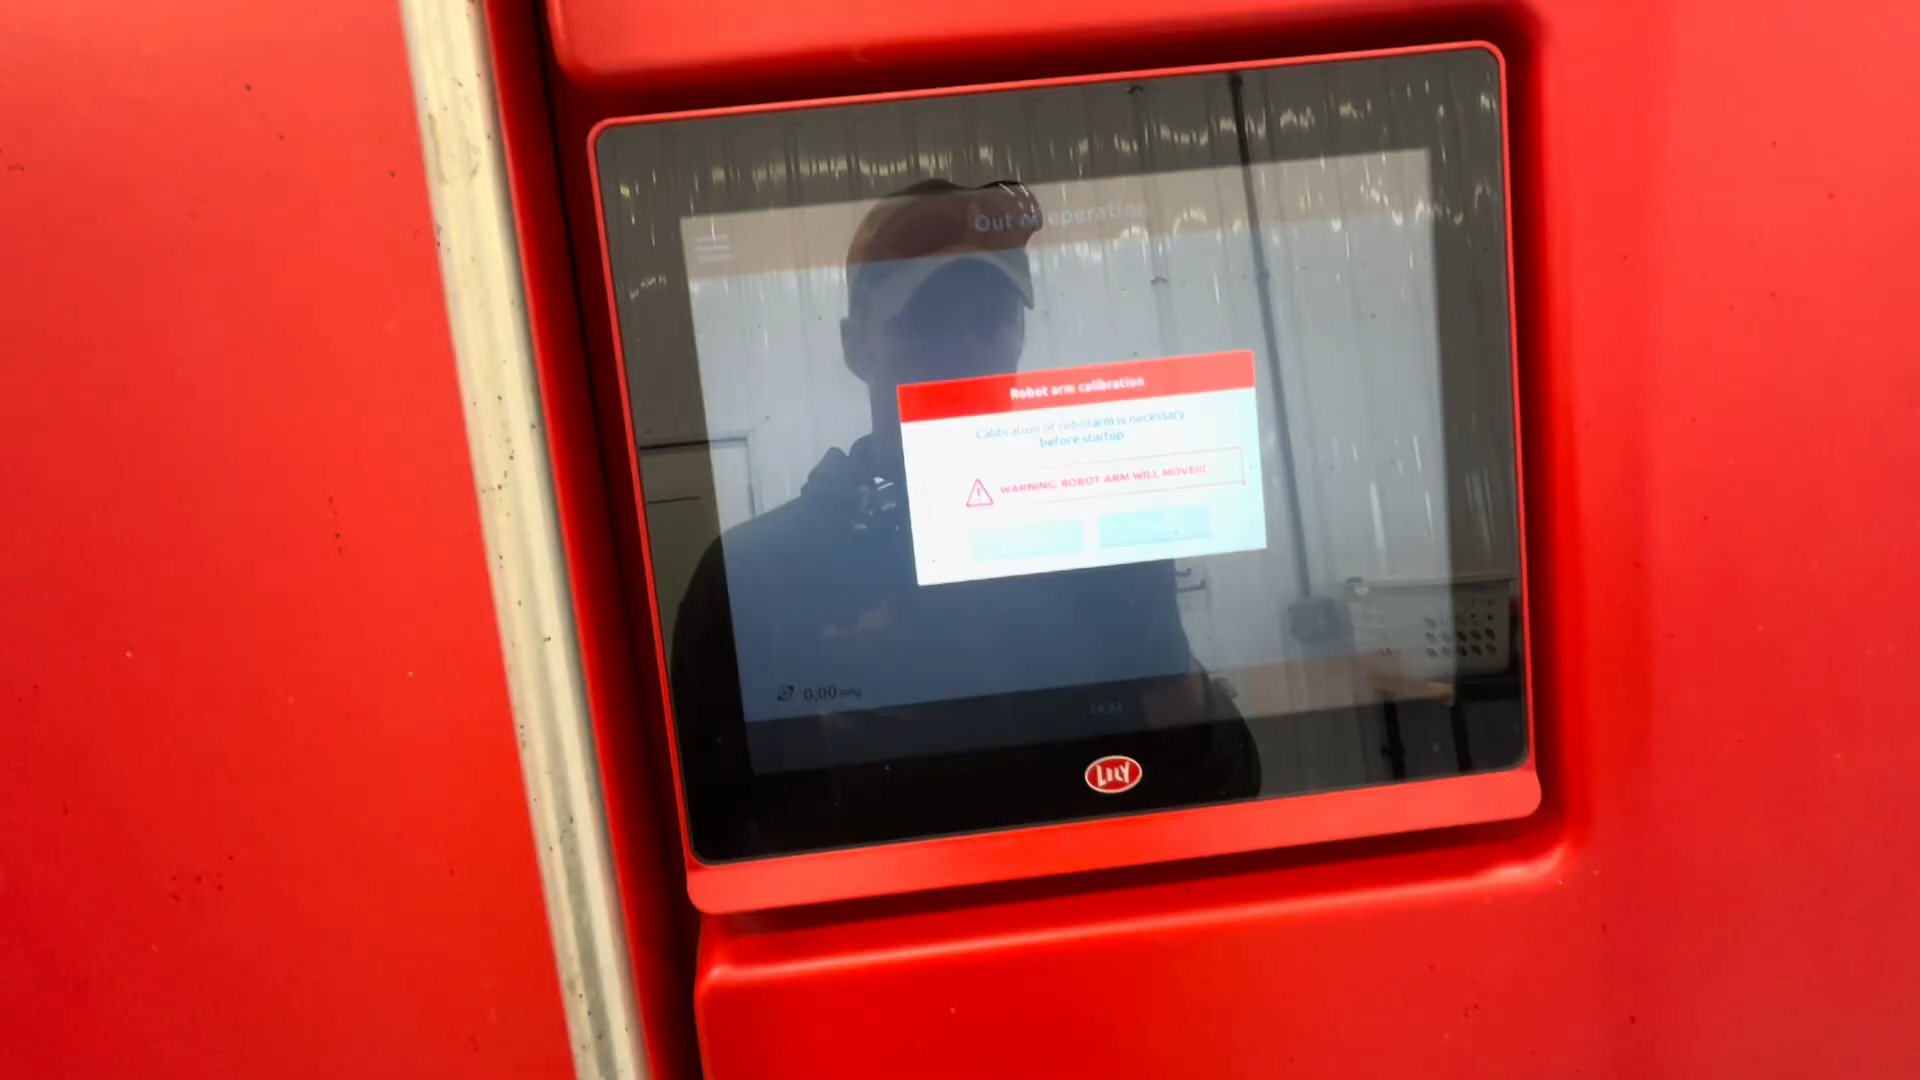 Out of operation
Robot arm calibration
Calibration of robotarm is necessary
before startup
WARNING: ROBOT ARM WILL MOVE!!!
0,00
LELY